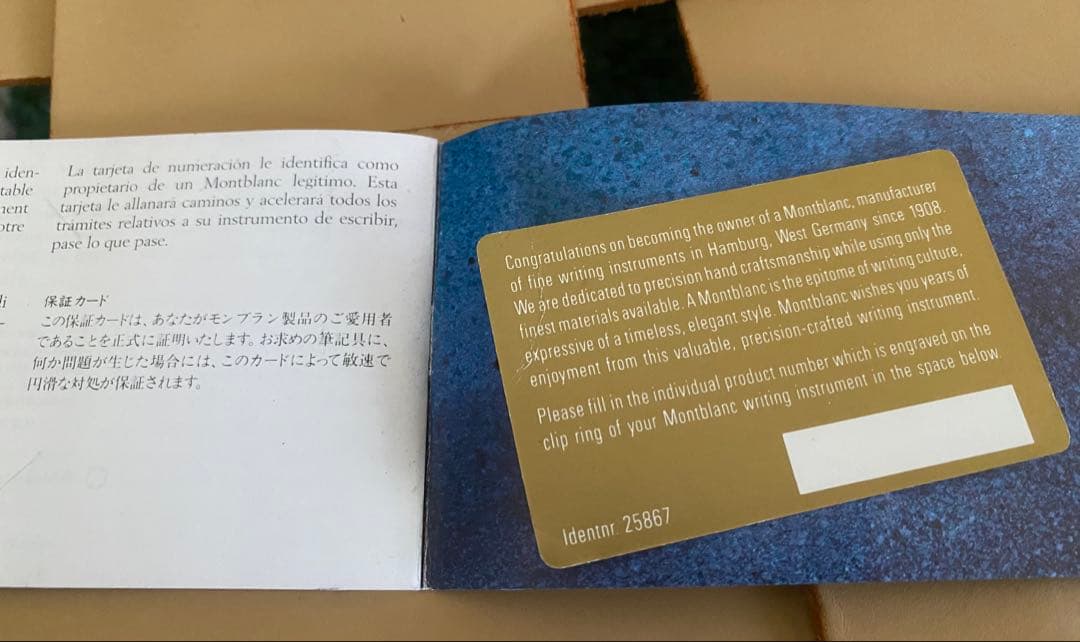 iden-
table
ment
otre
La tarjeta de numeración le identifica como
propietario de un Montblanc legítimo. Esta
tarjeta le allanará caminos y acelerará todos los
trámites relativos a su instrumento de escribir,
pase lo que pase.
保証カード
この保証カードは、あなたがモンブラン製品のご愛用者
であることを正式に証明いたします。お求めの筆記具に、
何か問題が生じた場合には、このカードによって敏速で
円滑な対処が保証されます。
Congratulations on becoming the owner of a Montblanc, manufacturer
of fine writing instruments in Hamburg, West Germany since 1908.
We are dedicated to precision hand craftsmanship while using only the
finest materials available. A Montblanc is the epitome of writing culture,
expressive of a timeless, elegant style. Montblanc wishes you years of
enjoyment from this valuable, precision-crafted writing instrument.
Please fill in the individual product number which is engraved on the
clip ring of your Montblanc writing instrument in the space below.
Identnr. 25867